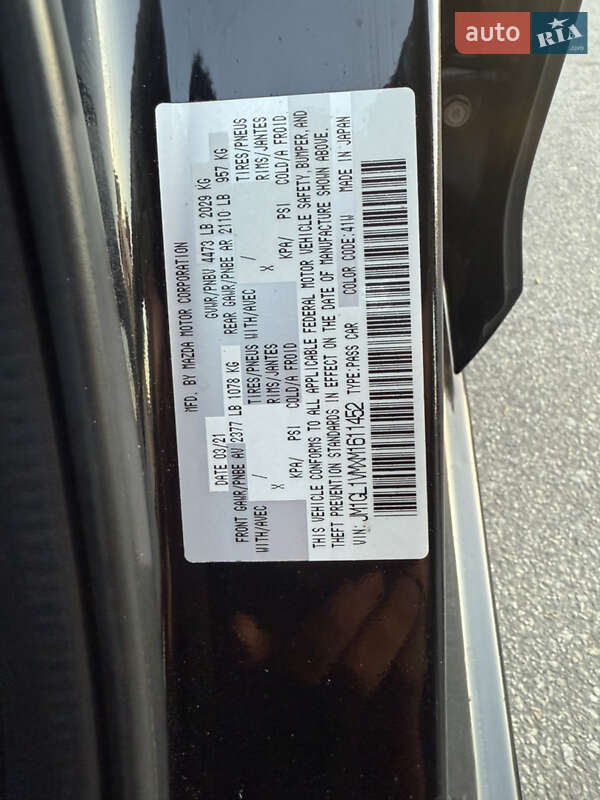 auto RIA.com
MFD. BY MAZDA MOTOR CORPORATION
DATE 03/21 GVWR/PNBV 4473 LB 2029 KG
FRONT GAWR/PNBE AV 2377 LB 1078 KG REAR GAWR/PNBE AR 2110 LB 957 KG
WITH/AVEC / TIRES/PNEUS WITH/AVEC / TIRES/PNEUS
X RIMS/JANTES X RIMS/JANTES
KPA/ PSI COLD/A FROID KPA/ PSI COLD/A FROID
THIS VEHICLE CONFORMS TO ALL APPLICABLE FEDERAL MOTOR VEHICLE SAFETY, BUMPER, AND
THEFT PREVENTION STANDARDS IN EFFECT ON THE DATE OF MANUFACTURE SHOWN ABOVE.
VIN: JM1GL1VMXM1611452 TYPE:PASS CAR COLOR CODE:41W MADE IN JAPAN